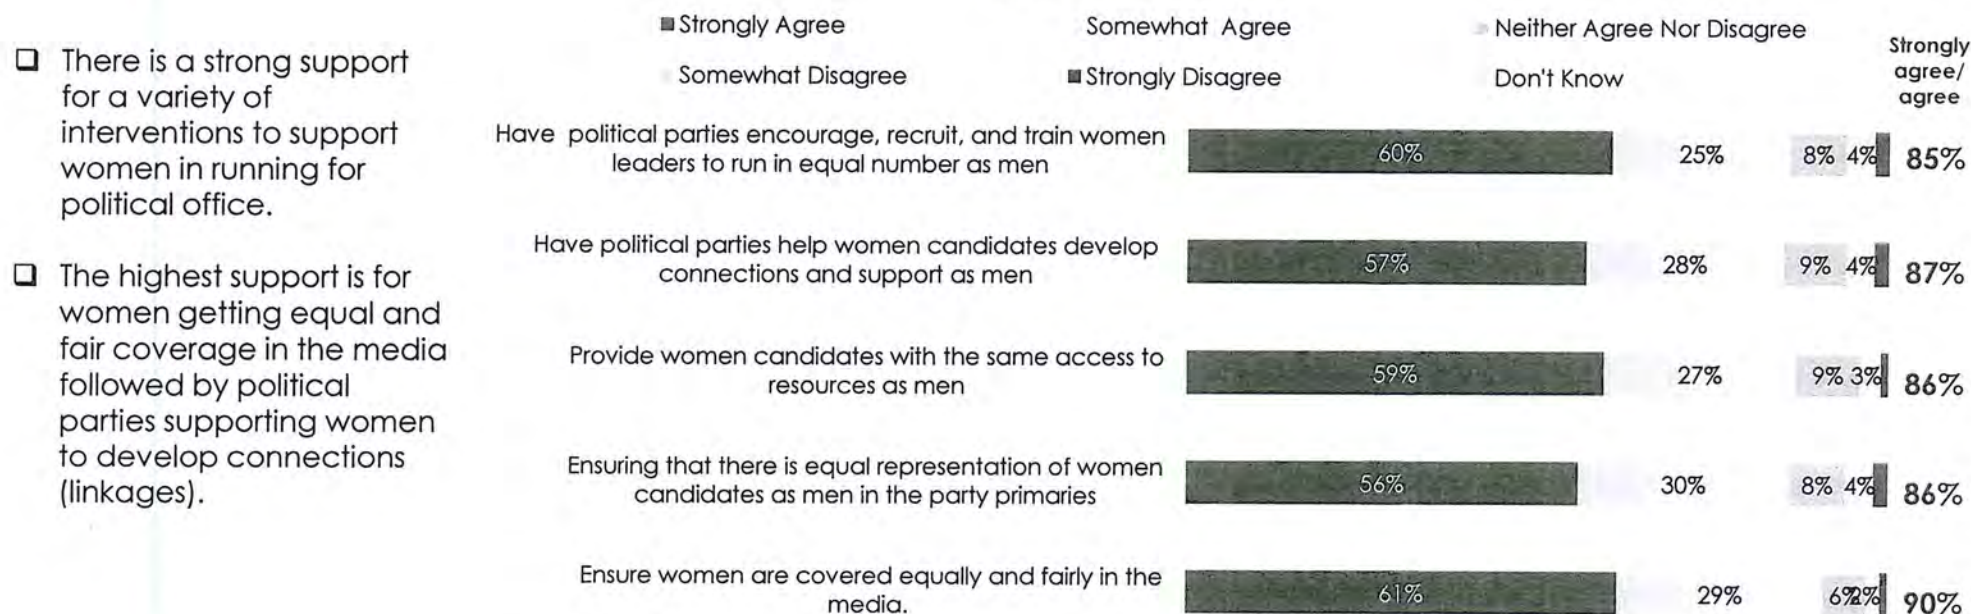 There is a strong support
for a variety of
interventions to support
women in running for
political office.
The highest support is for
women getting equal and
fair coverage in the media
followed by political
parties supporting women
to develop connections
(linkages).
Strongly Agree
Somewhat Agree
Neither Agree Nor Disagree
Somewhat Disagree
Strongly Disagree
Don't Know
Strongly
agree/
agree
Have political parties encourage, recruit, and train women
leaders to run in equal number as men
60% 25% 8% 4% 85%
Have political parties help women candidates develop
connections and support as men
57% 28% 9% 4% 87%
Provide women candidates with the same access to
resources as men
59% 27% 9% 3% 86%
Ensuring that there is equal representation of women
candidates as men in the party primaries
56% 30% 8% 4% 86%
Ensure women are covered equally and fairly in the
media.
61% 29% 6% 2% 90%